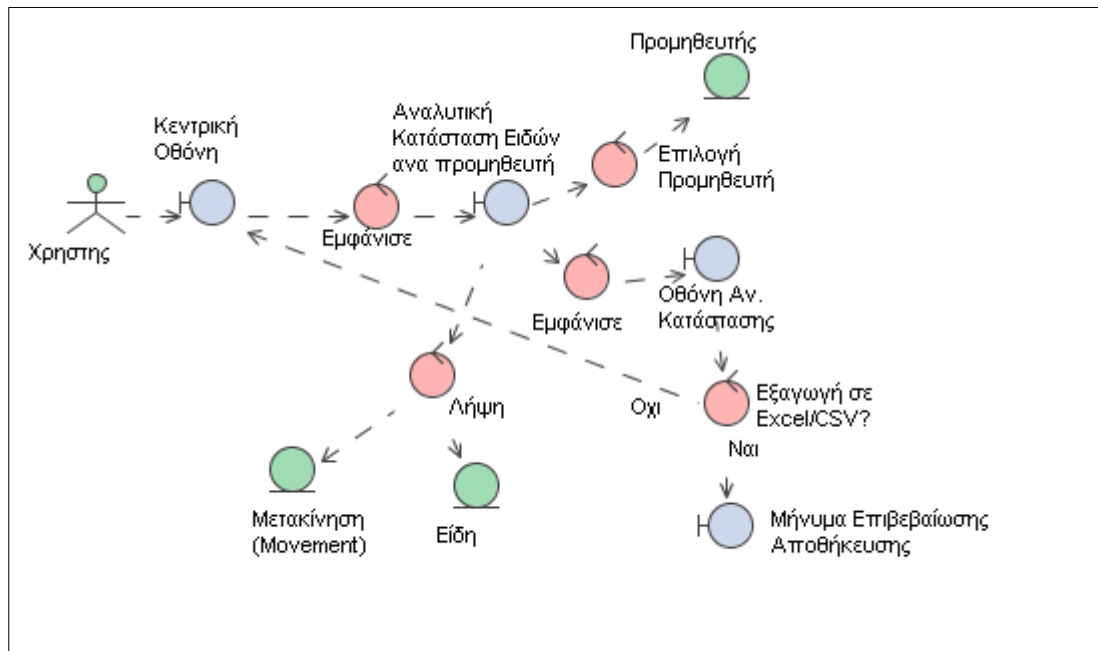 Προμηθευτής
Αναλυτική
Κατάσταση Ειδών
ανα προμηθευτή
Κεντρική
Οθόνη
Επιλογή
Προμηθευτή
Χρηστης
Εμφάνισε
Εμφάνισε
Οθόνη Αν.
Κατάστασης
Λήψη
Οχι
Εξαγωγή σε
Excel/CSV?
Ναι
Μετακίνηση
(Movement)
Είδη
Μήνυμα Επιβεβαίωσης
Αποθήκευσης